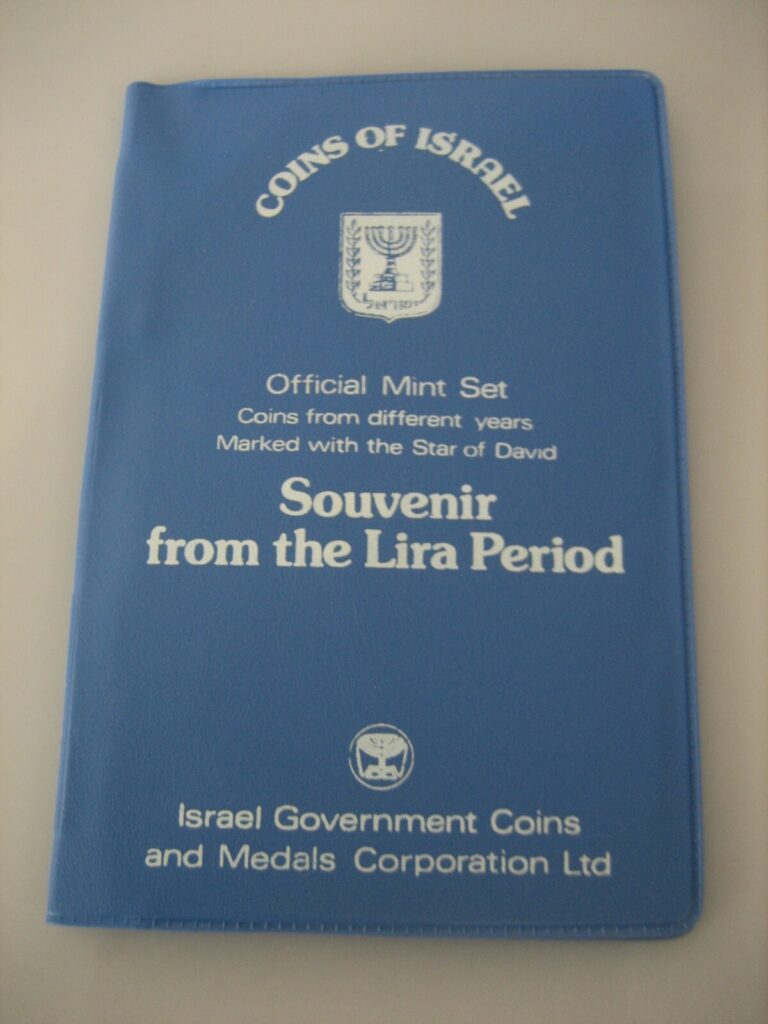 COINS OF ISRAEL
ישראל
Official Mint Set
Coins from different years
Marked with the Star of David
Souvenir
from the Lira Period
Israel Government Coins
and Medals Corporation Ltd